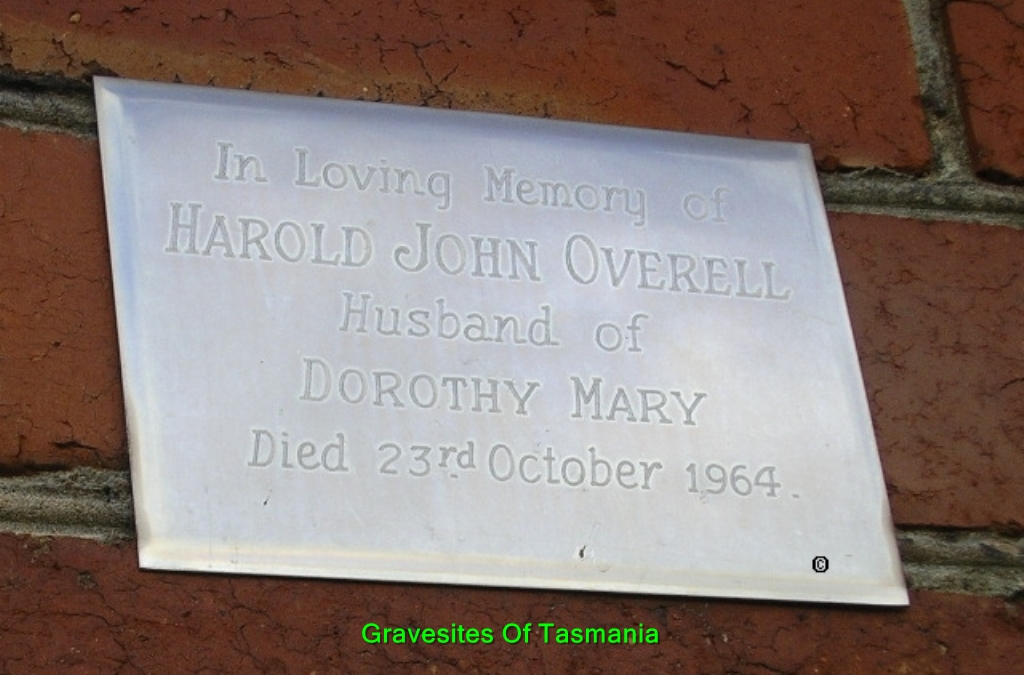 In Loving Memory of
HAROLD JOHN OVERELL
Husband of
DOROTHY MARY
Died 23rd October 1964.
©
Gravesites Of Tasmania